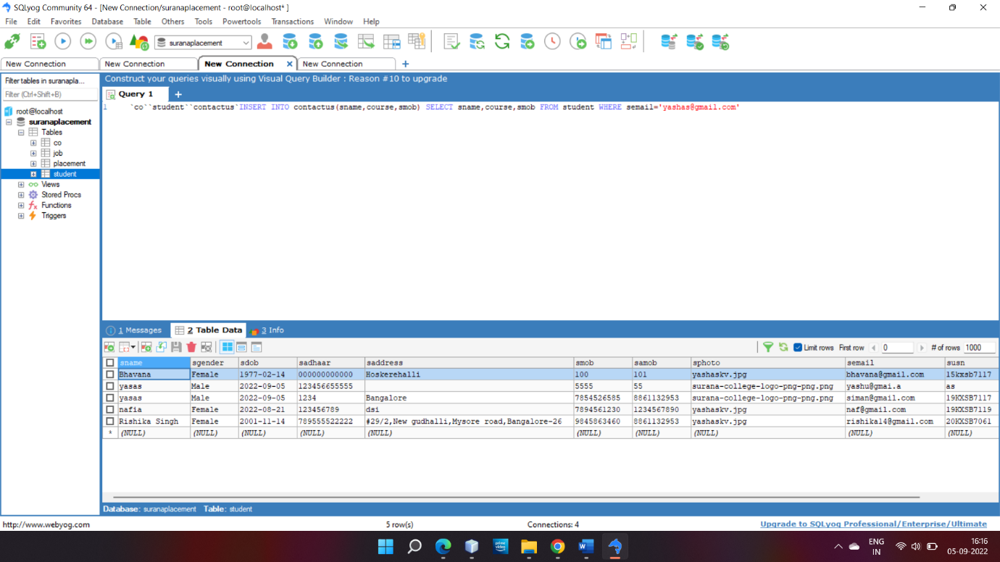 SQLyog Community 64 - [New Connection/suranaplacement - root@localhost* ]
File Edit Favorites Database Table Others Tools Powertools Transactions Window Help
suranaplacement
New Connection New Connection New Connection New Connection
Filter tables in suranapla...
Filter (Ctrl+Shift+B)
root@localhost
suranaplacement
Tables
co
job
placement
student
Views
Stored Procs
Functions
Triggers
Construct your queries visually using Visual Query Builder : Reason #10 to upgrade
Query 1
1 `co``student``contactus`INSERT INTO contactus(sname,course,smob) SELECT sname,course,smob FROM student WHERE semail='yashas@gmail.com'
1 Messages 2 Table Data 3 Info
Limit rows First row 0 # of rows 1000
sname sgender sdob sadhaar saddress smob samob sphoto semail susn
Bhavana Female 1977-02-14 000000000000 Hoskerehalli 100 101 yashaskv.jpg bhavana@gmail.com 15kxsb7117
yasas Male 2022-09-05 123456655555 5555 55 surana-college-logo-png-png.png yashu@gmai.a as
yasas Male 2022-09-05 1234 Bangalore 7854526585 8861132953 surana-college-logo-png-png.png siman@gmail.com 19KXSB7117
nafia Female 2022-08-21 123456789 dsi 7894561230 1234567890 yashaskv.jpg naf@gmail.com 19KXSB7119
Rishika Singh Female 2001-11-14 789555522222 #29/2,New gudhalli,Mysore road,Bangalore-26 9845863460 8861132953 yashaskv.jpg rishika14@gmail.com 20KXSB7061
* (NULL) (NULL) (NULL) (NULL) (NULL) (NULL) (NULL) (NULL) (NULL) (NULL)
Database: suranaplacement Table: student
http://www.webyog.com 5 row(s) Connections: 4 Upgrade to SQLyog Professional/Enterprise/Ultimate
prime video
W
ENG
IN
16:16
05-09-2022